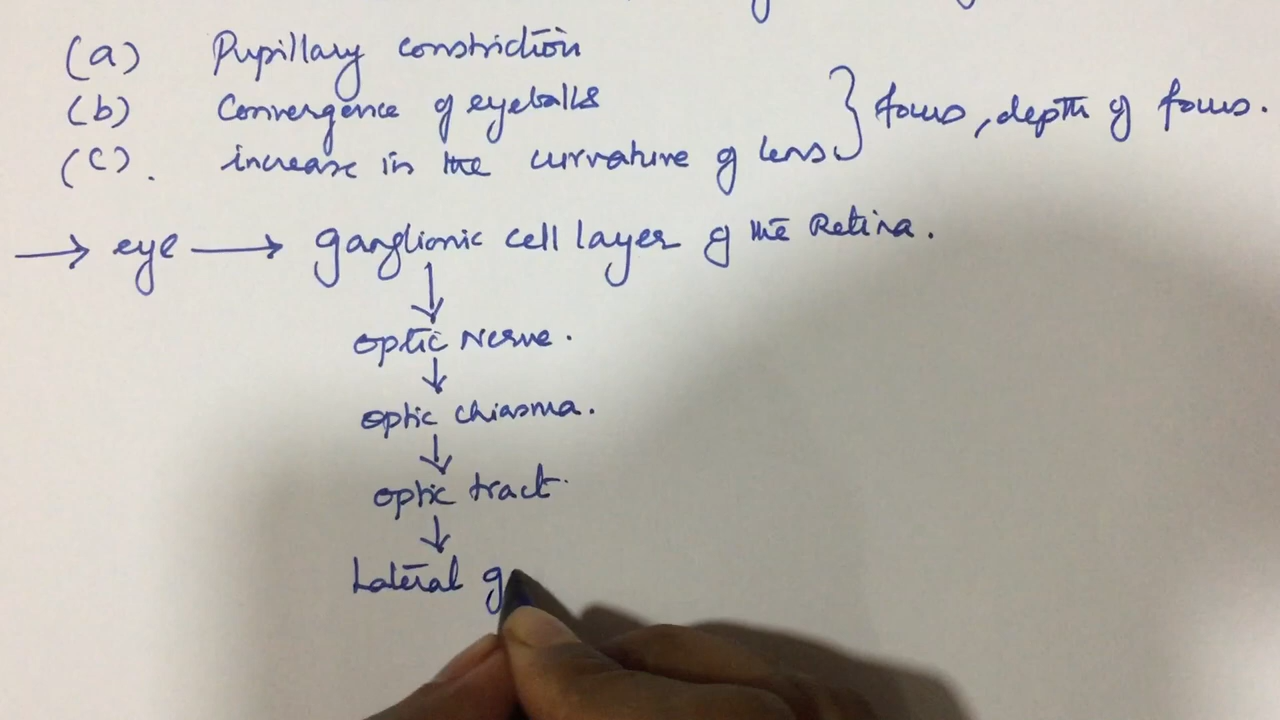 (a) Pupillary constriction
(b) Convergence of eyeballs
(c). increase in the curvature of lens } focus, depth of focus.
→ eye → ganglionic cell layer of the Retina.
↓
optic Nerve.
↓
optic chiasma.
↓
optic tract.
↓
Lateral g